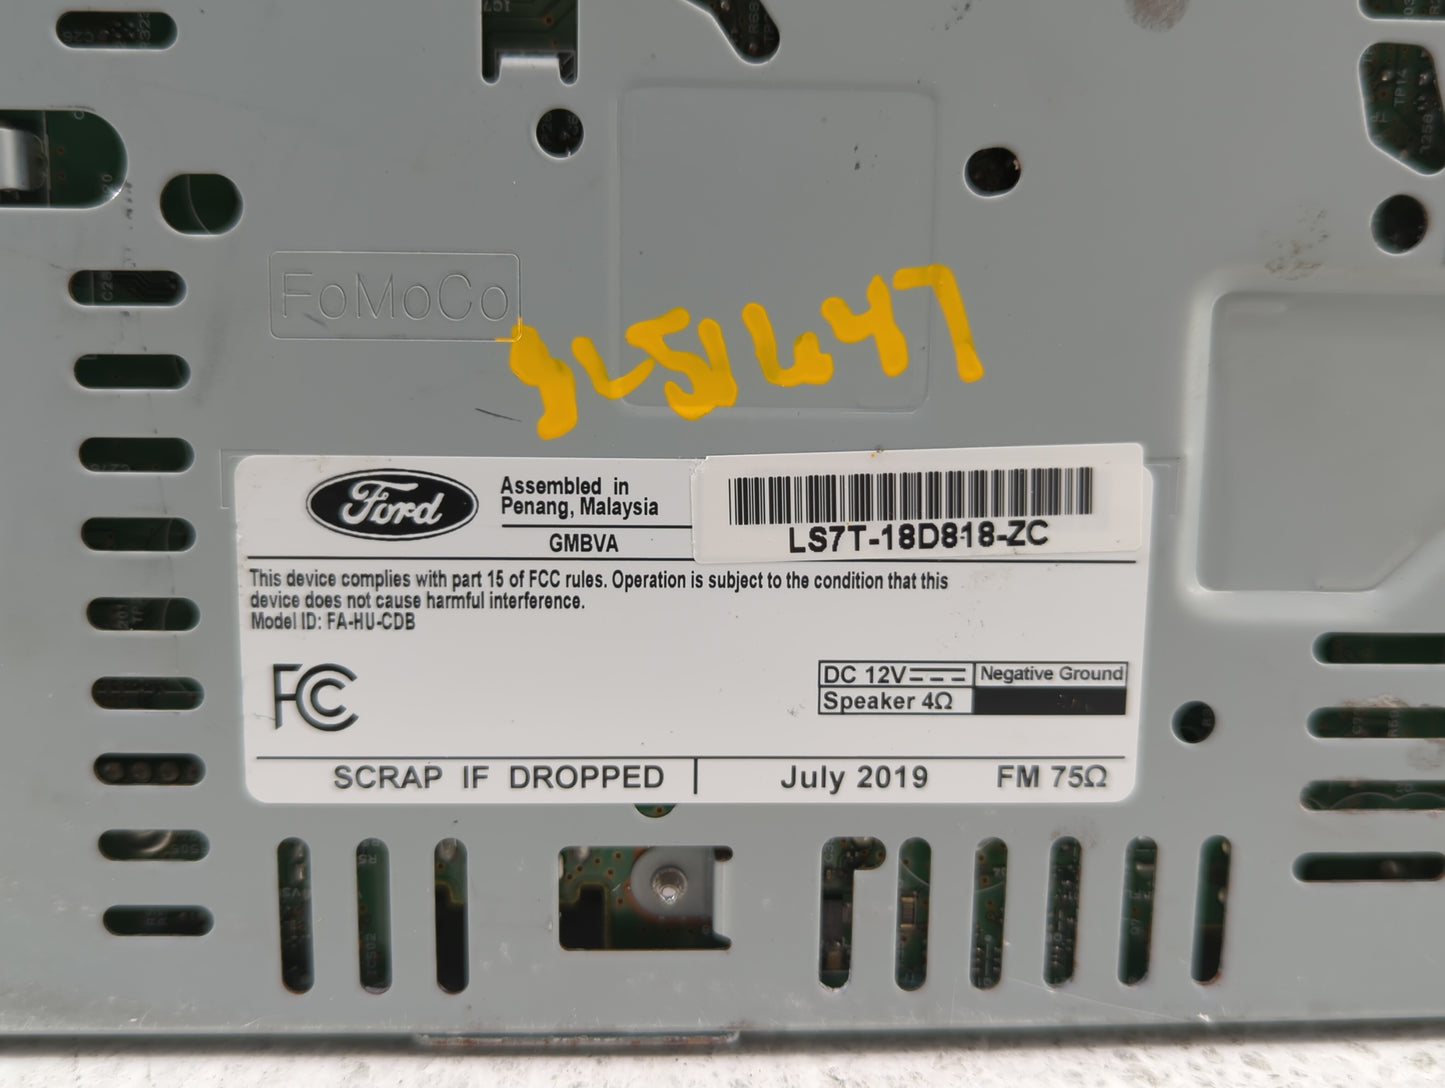 FoMoCo
Ford
Assembled in
Penang, Malaysia
GMBVA
LS7T-18D818-ZC
This device complies with part 15 of FCC rules. Operation is subject to the condition that this
device does not cause harmful interference.
Model ID: FA-HU-CDB
FC
DC 12V
Negative Ground
Speaker 4Ω
SCRAP IF DROPPED
July 2019
FM 75Ω